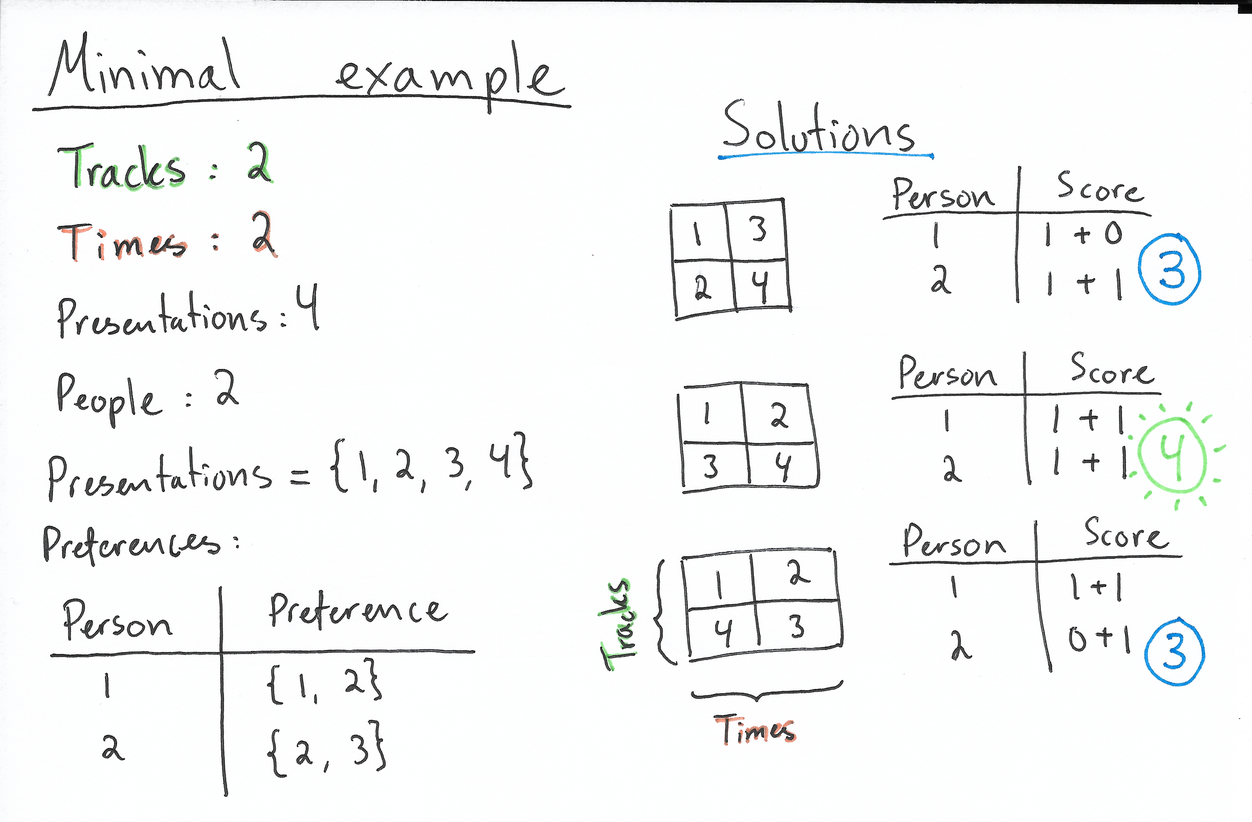 Minimal example
Tracks : 2
Times : 2
Presentations : 4
People : 2
Presentations = {1, 2, 3, 4}
Preferences :
Person Preference
1 {1, 2}
2 {2, 3}
Solutions
1 3
2 4
Person Score
1 1 + 0
2 1 + 1
3
1 2
3 4
Person Score
1 1 + 1
2 1 + 1
4
Tracks
1 2
4 3
Times
Person Score
1 1 + 1
2 0 + 1
3